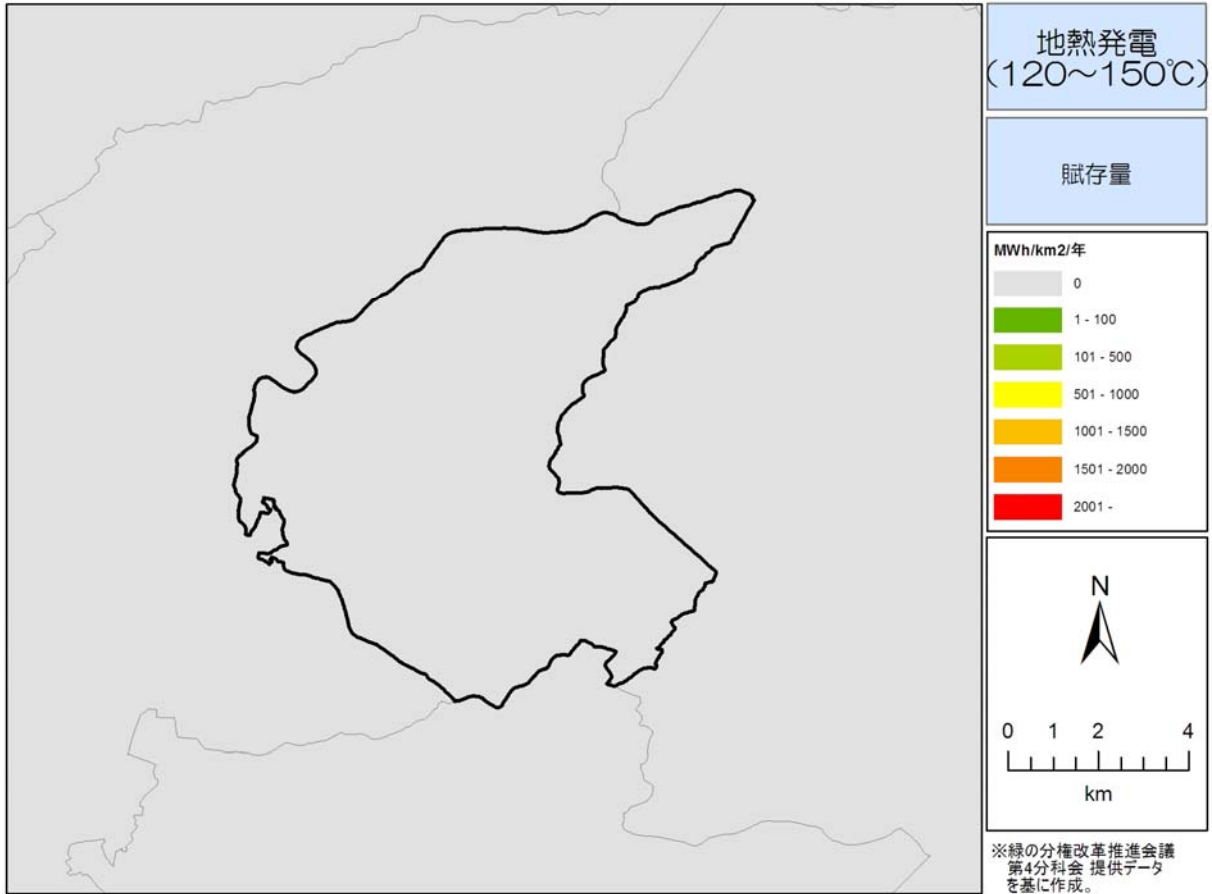 地熱発電
(120～150℃)
賦存量
MWh/km2/年
0
1 - 100
101 - 500
501 - 1000
1001 - 1500
1501 - 2000
2001 -
N
0 1 2 4
km
※緑の分権改革推進会議
第4分科会 提供データ
を基に作成。